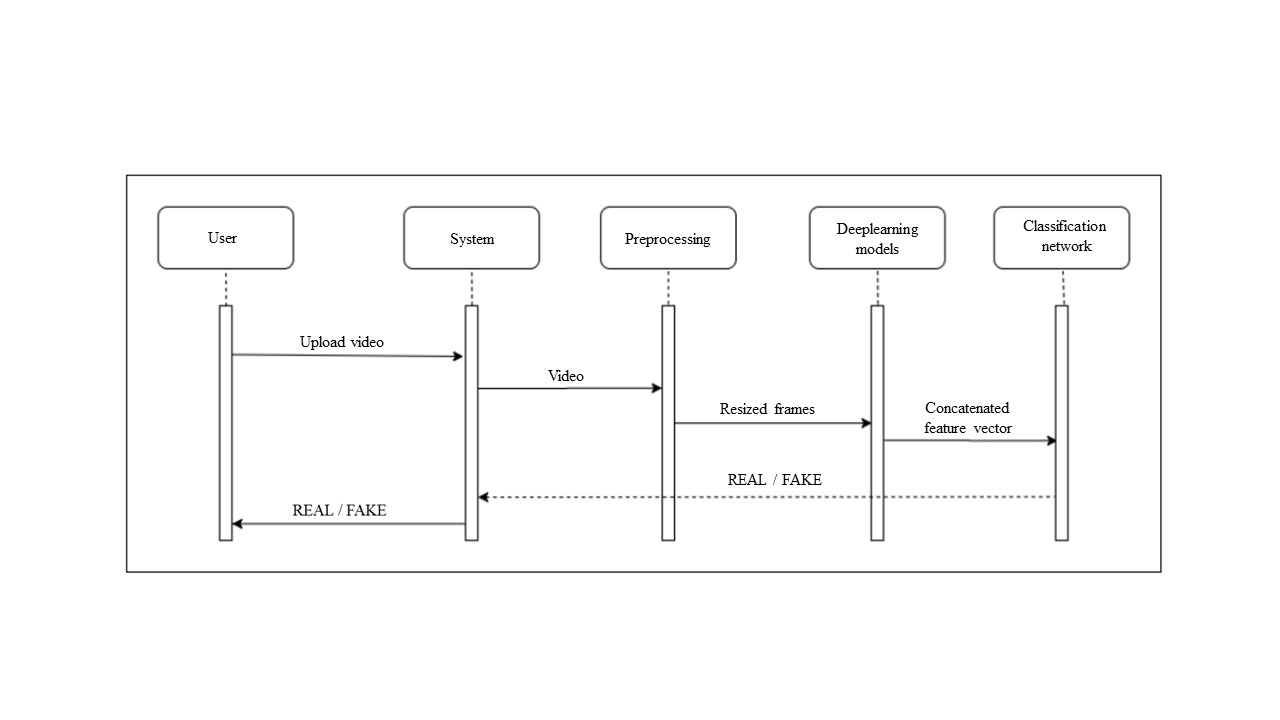 User
System
Preprocessing
Deeplearning
models
Classification
network
Upload video
Video
Resized frames
Concatenated
feature vector
REAL / FAKE
REAL / FAKE